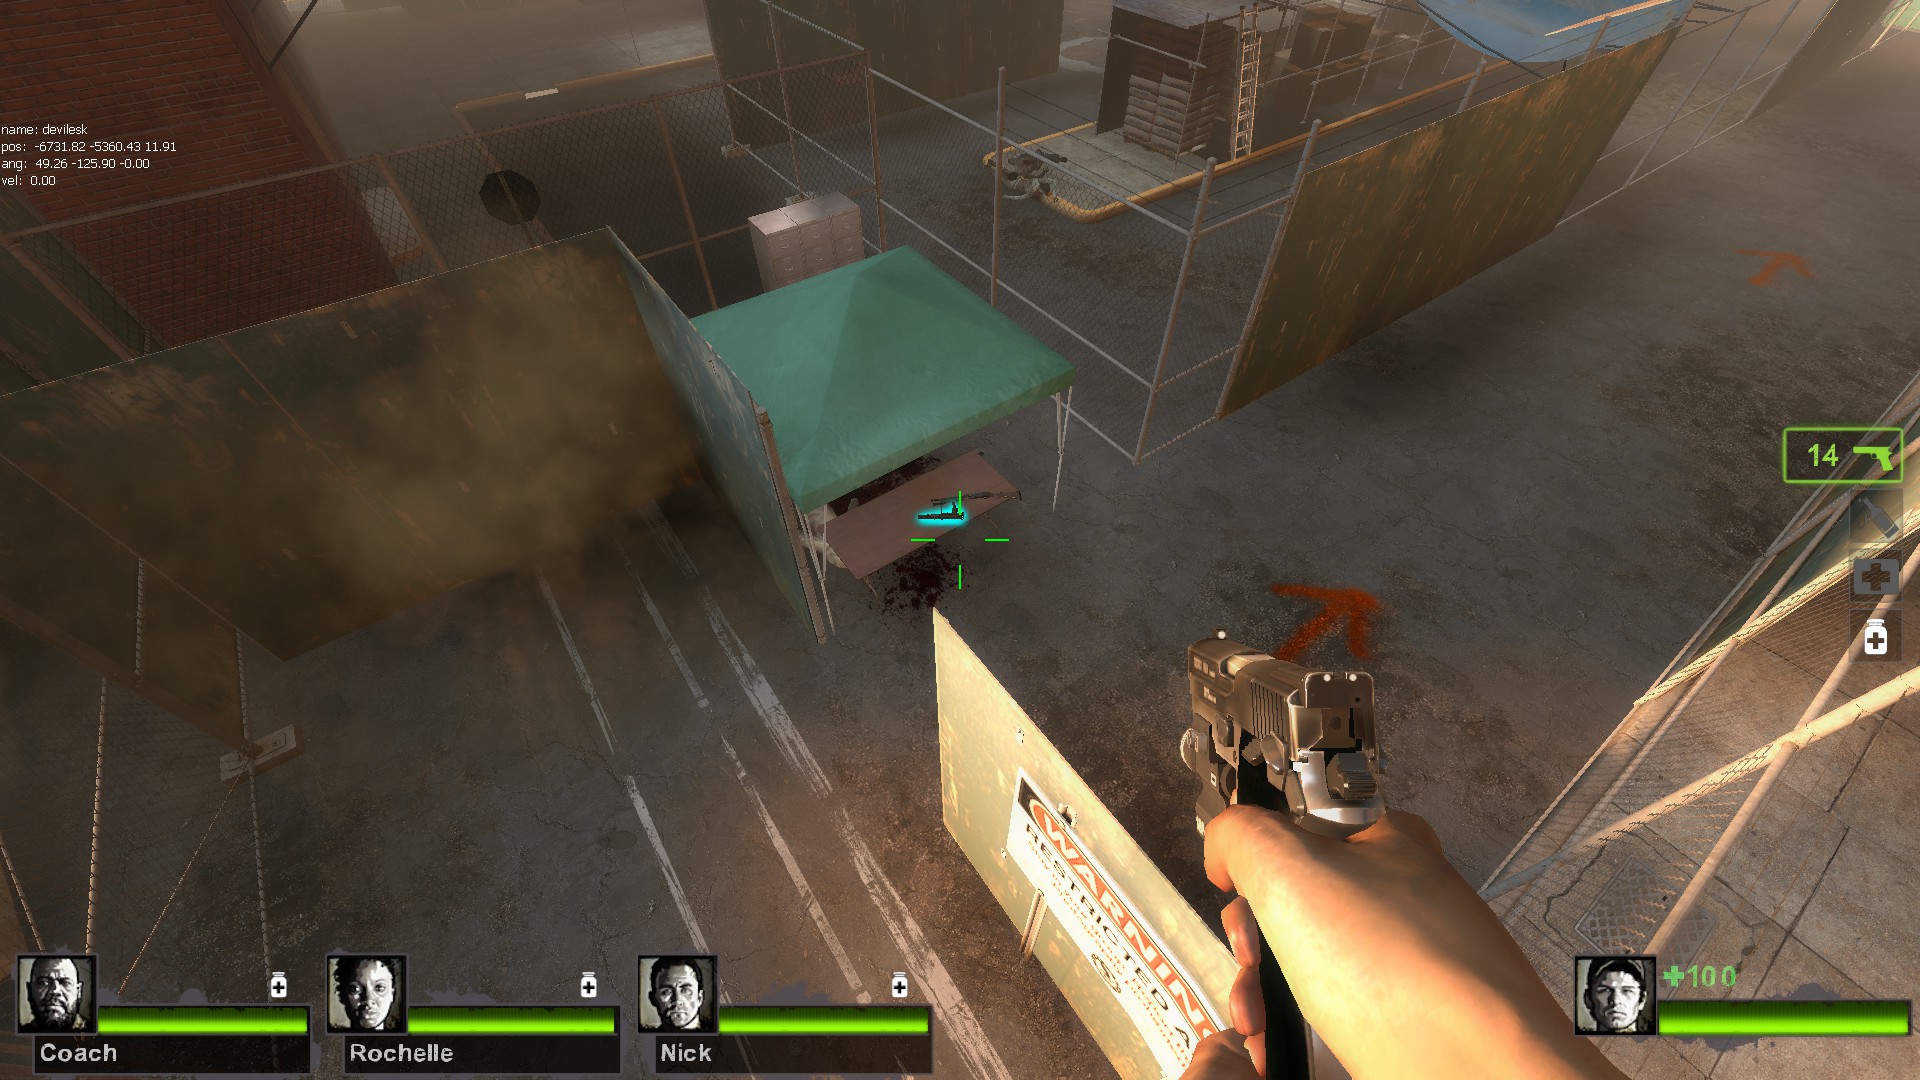 name: devilesk
pos: -6731.82 -5360.43 11.91
ang: 49.26 -125.90 -0.00
vel: 0.00
14
WARNING
RESTRICTED A
+100
Coach
Rochelle
Nick